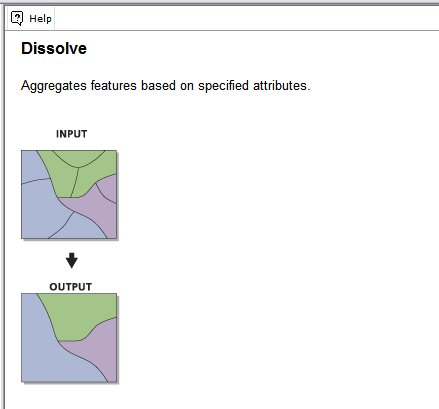 Help
Dissolve
Aggregates features based on specified attributes.
INPUT
OUTPUT